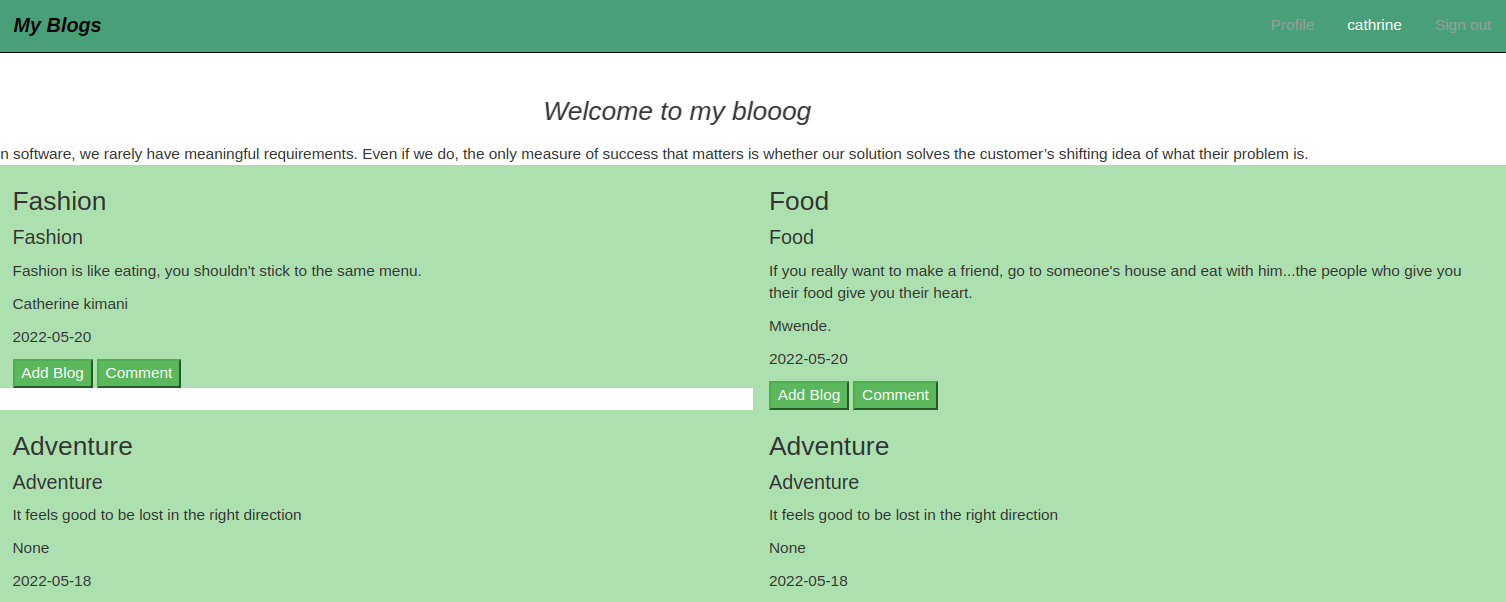 My Blogs
Profile cathrine Sign out
Welcome to my blooog
n software, we rarely have meaningful requirements. Even if we do, the only measure of success that matters is whether our solution solves the customer’s shifting idea of what their problem is.
Fashion
Fashion
Fashion is like eating, you shouldn't stick to the same menu.
Catherine kimani
2022-05-20
Add Blog Comment
Food
Food
If you really want to make a friend, go to someone's house and eat with him...the people who give you
their food give you their heart.
Mwende.
2022-05-20
Add Blog Comment
Adventure
Adventure
It feels good to be lost in the right direction
None
2022-05-18
Adventure
Adventure
It feels good to be lost in the right direction
None
2022-05-18